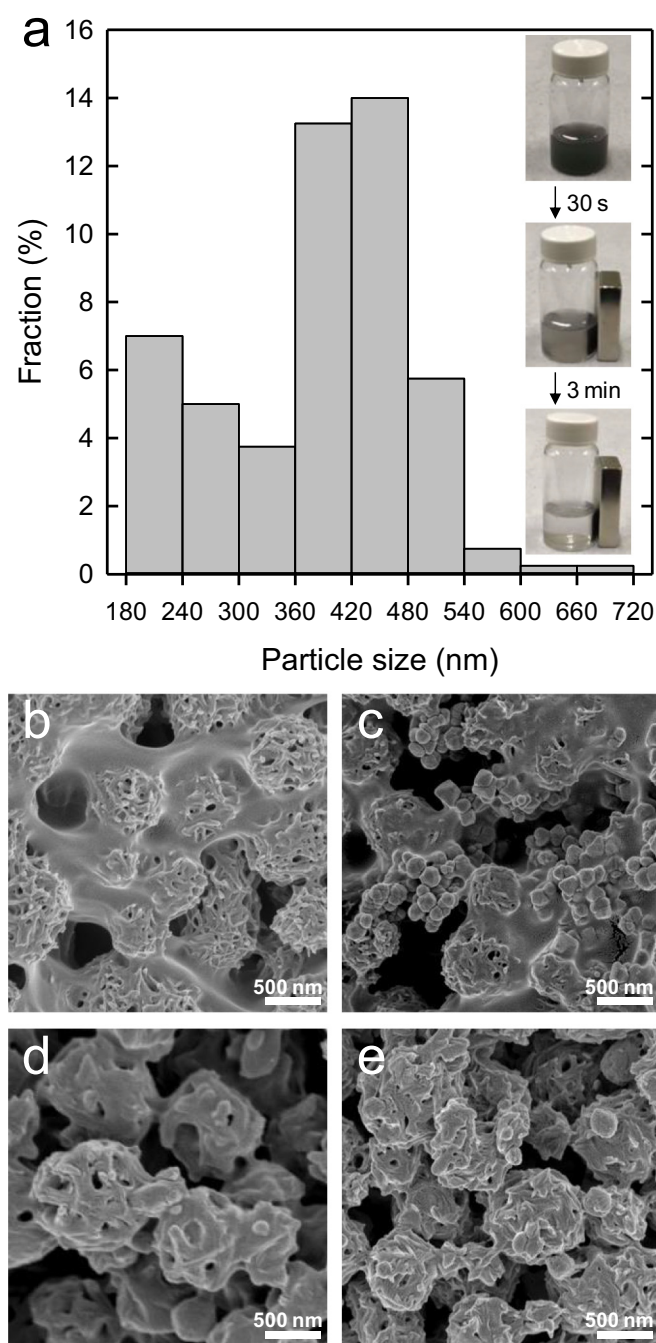 a
16
14
12
10
8
6
4
2
0
Fraction (%)
30 s
3 min
180 240 300 360 420 480 540 600 660 720
Particle size (nm)
b
500 nm
c
500 nm
d
500 nm
e
500 nm